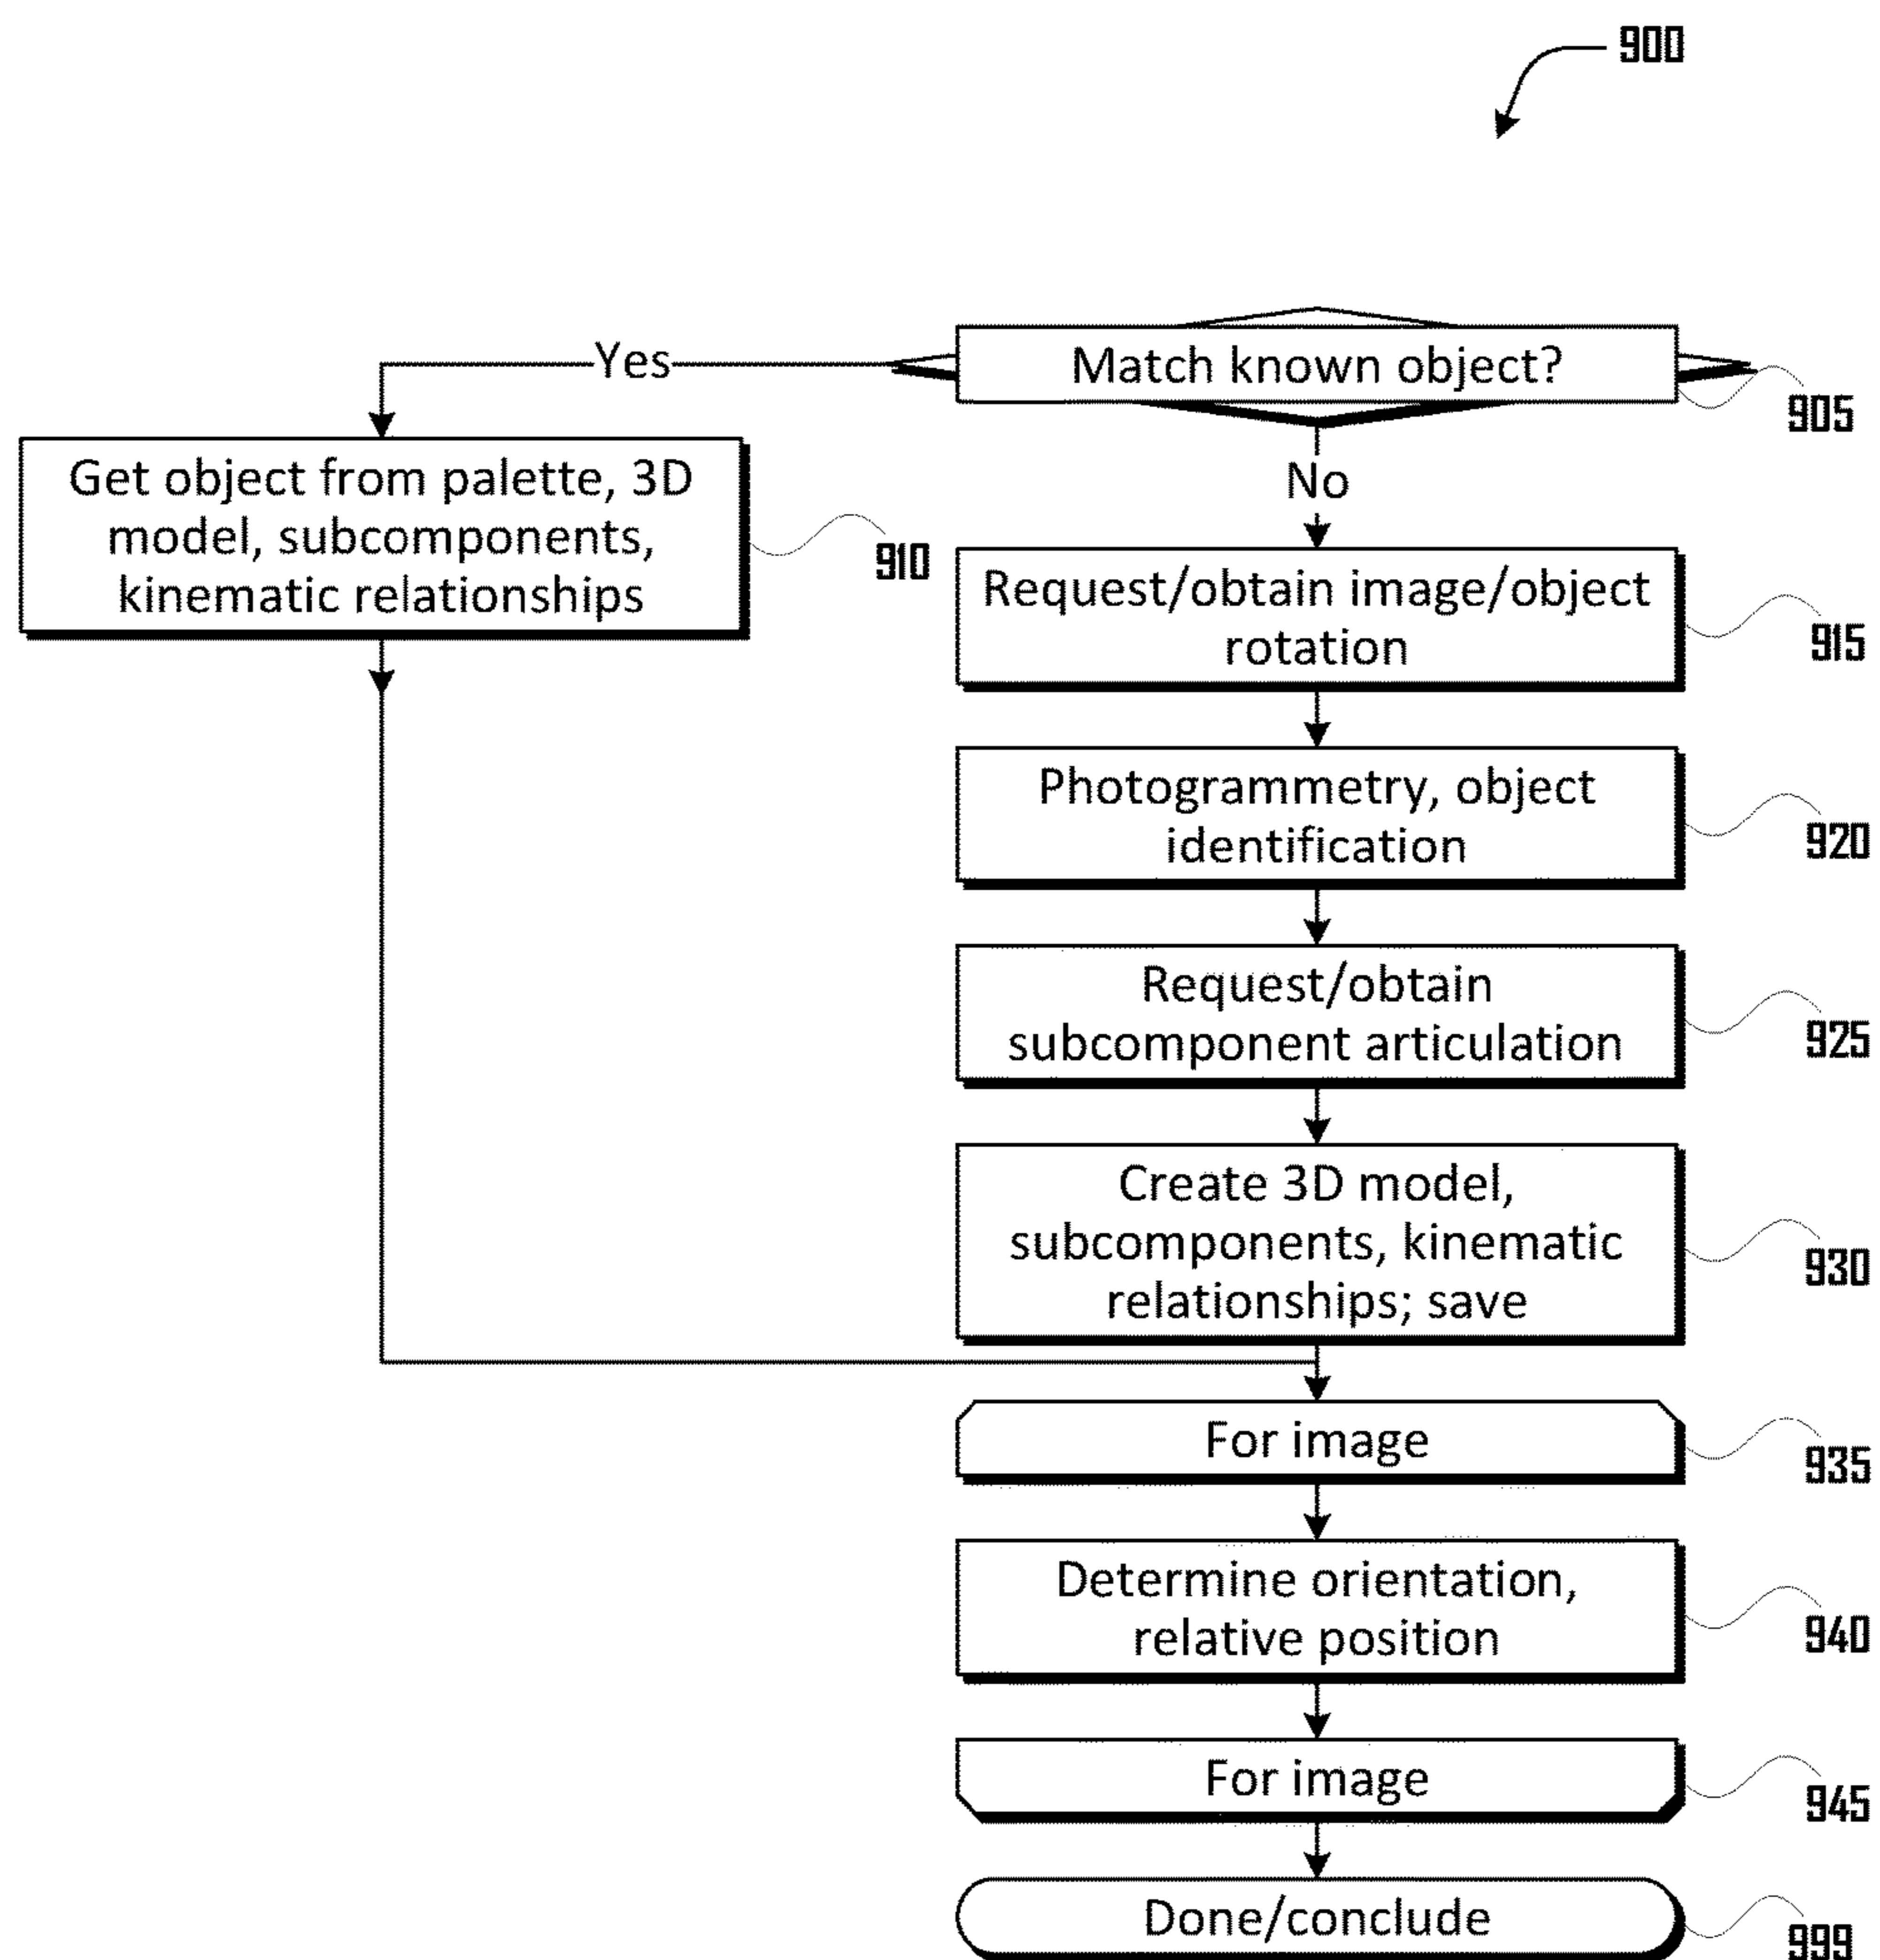 900
Match known object?
905
Yes
No
Get object from palette, 3D
model, subcomponents,
kinematic relationships
910
Request/obtain image/object
rotation
915
Photogrammetry, object
identification
920
Request/obtain
subcomponent articulation
925
Create 3D model,
subcomponents, kinematic
relationships; save
930
For image
935
Determine orientation,
relative position
940
For image
945
Done/conclude
999